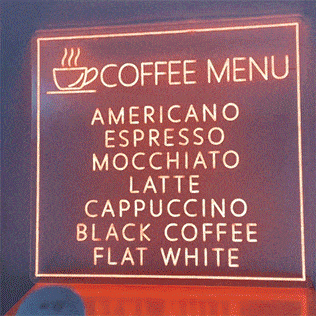 COFFEE MENU
AMERICANO
ESPRESSO
MOCCHIATO
LATTE
CAPPUCCINO
BLACK COFFEE
FLAT WHITE